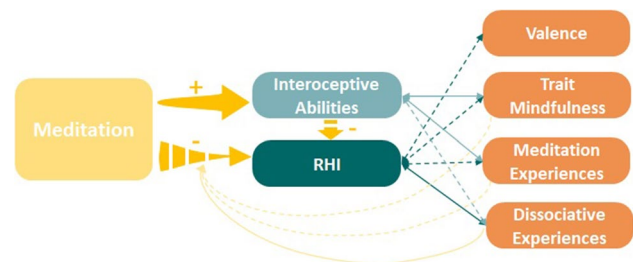 Valence
+
Interoceptive
Abilities
Trait
Mindfulness
Meditation
-
-
RHI
Meditation
Experiences
Dissociative
Experiences